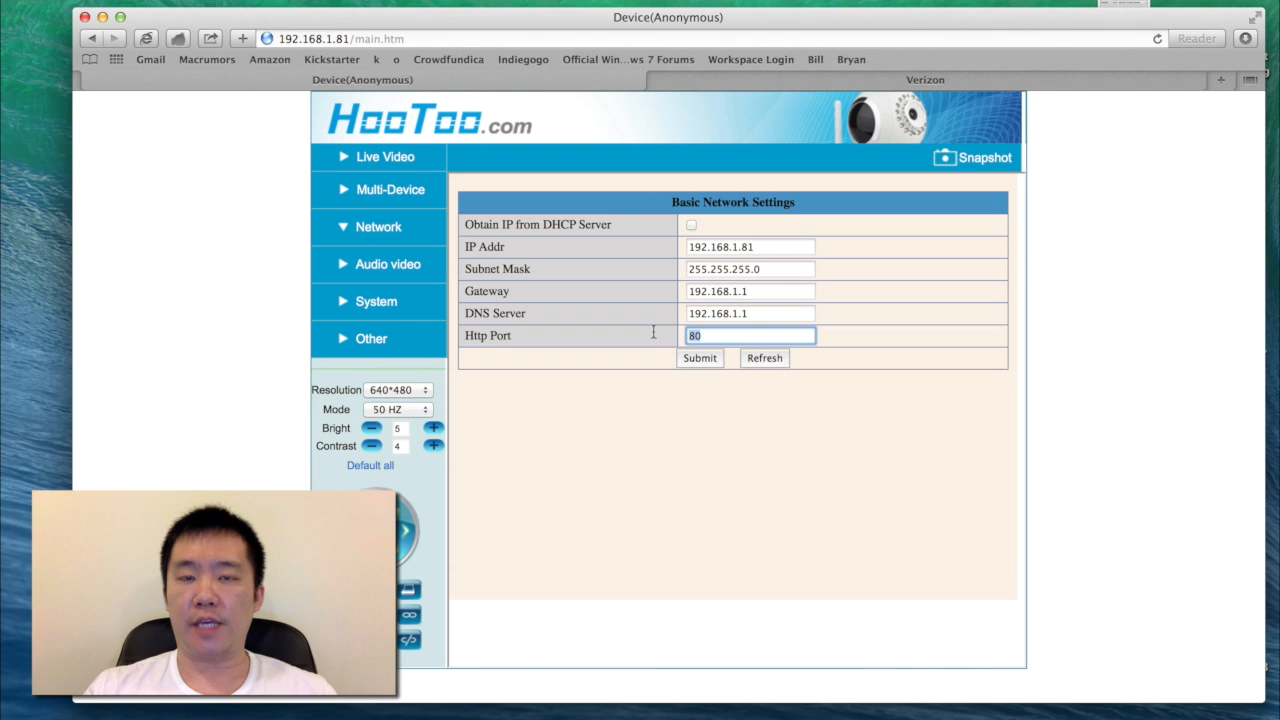 Device(Anonymous)
192.168.1.81/main.htm
Reader
Gmail Macrumors Amazon Kickstarter k o Crowdfundica Indiegogo Official Win...ws 7 Forums Workspace Login Bill Bryan
Device(Anonymous) Verizon
HooToo.com
Live Video
Snapshot
Multi-Device
Network
Audio video
System
Other
Basic Network Settings
Obtain IP from DHCP Server
IP Addr 192.168.1.81
Subnet Mask 255.255.255.0
Gateway 192.168.1.1
DNS Server 192.168.1.1
Http Port 80
Submit Refresh
Resolution 640*480
Mode 50 HZ
Bright 5
Contrast 4
Default all